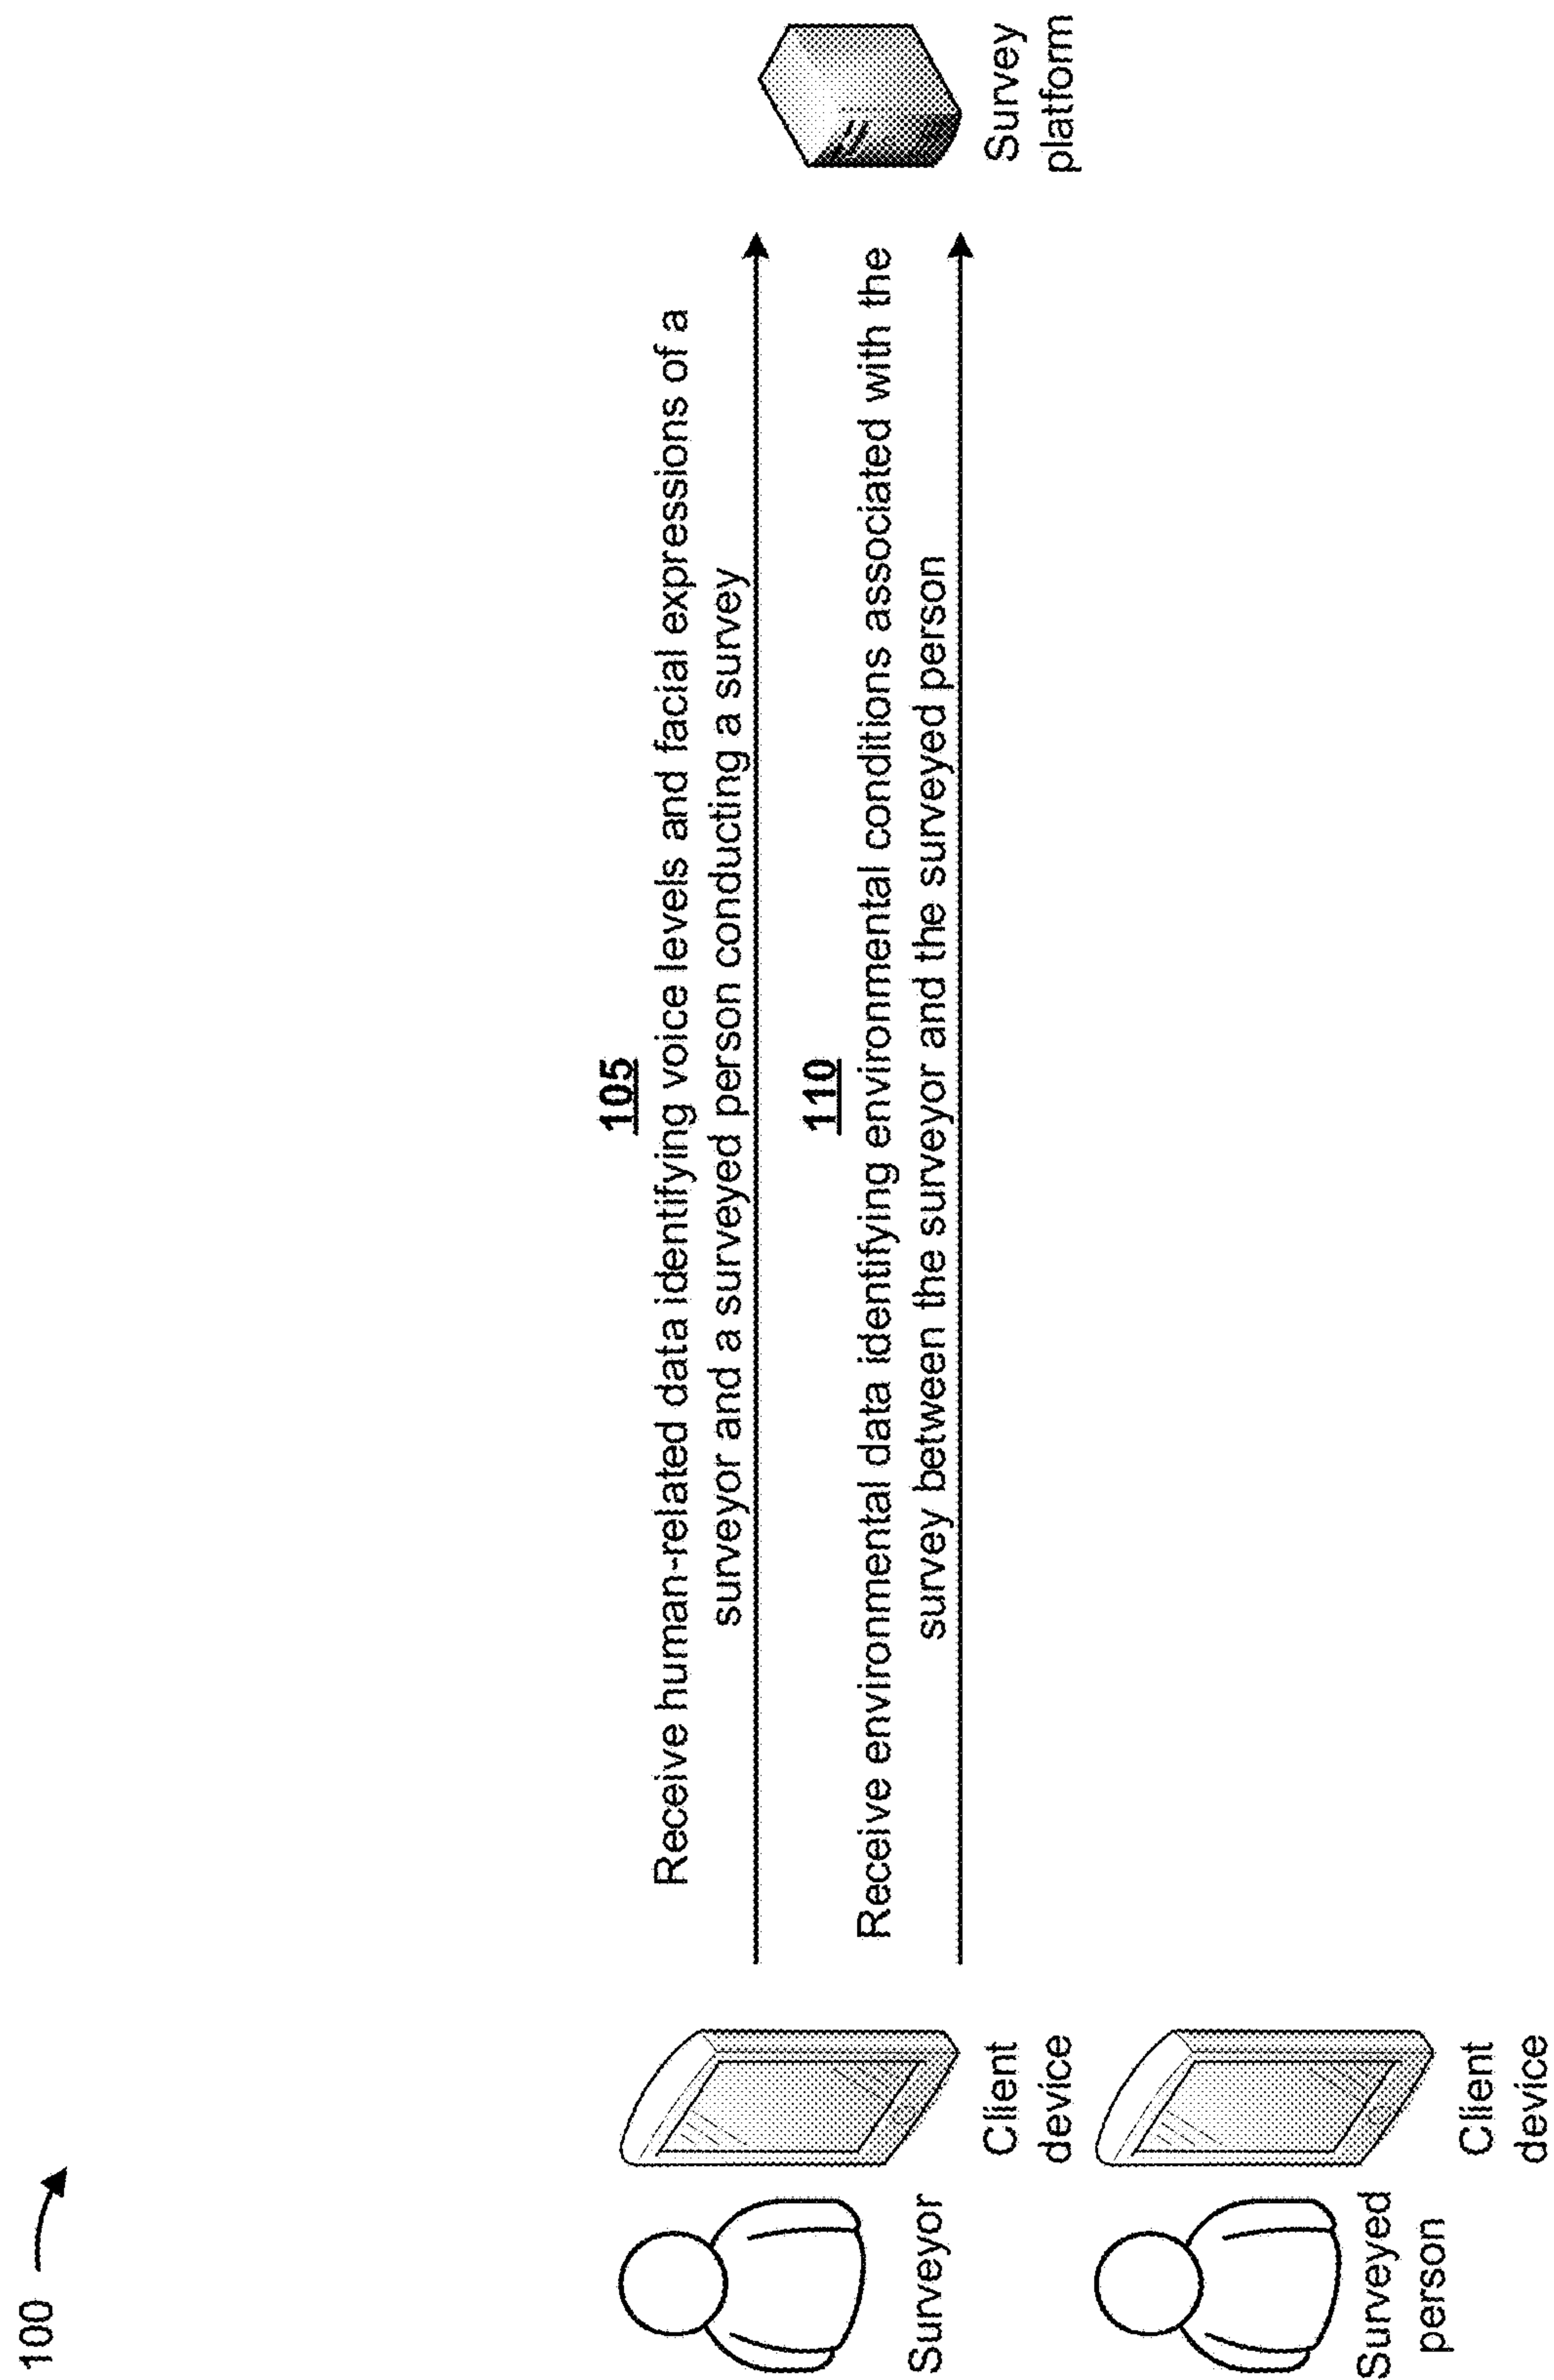 100
105
Receive human-related data identifying voice levels and facial expressions of a
surveyor and a surveyed person conducting a survey
110
Receive environmental data identifying environmental conditions associated with the
survey between the surveyor and the surveyed person
Surveyor
Client
device
Survey
platform
Surveyed
person
Client
device